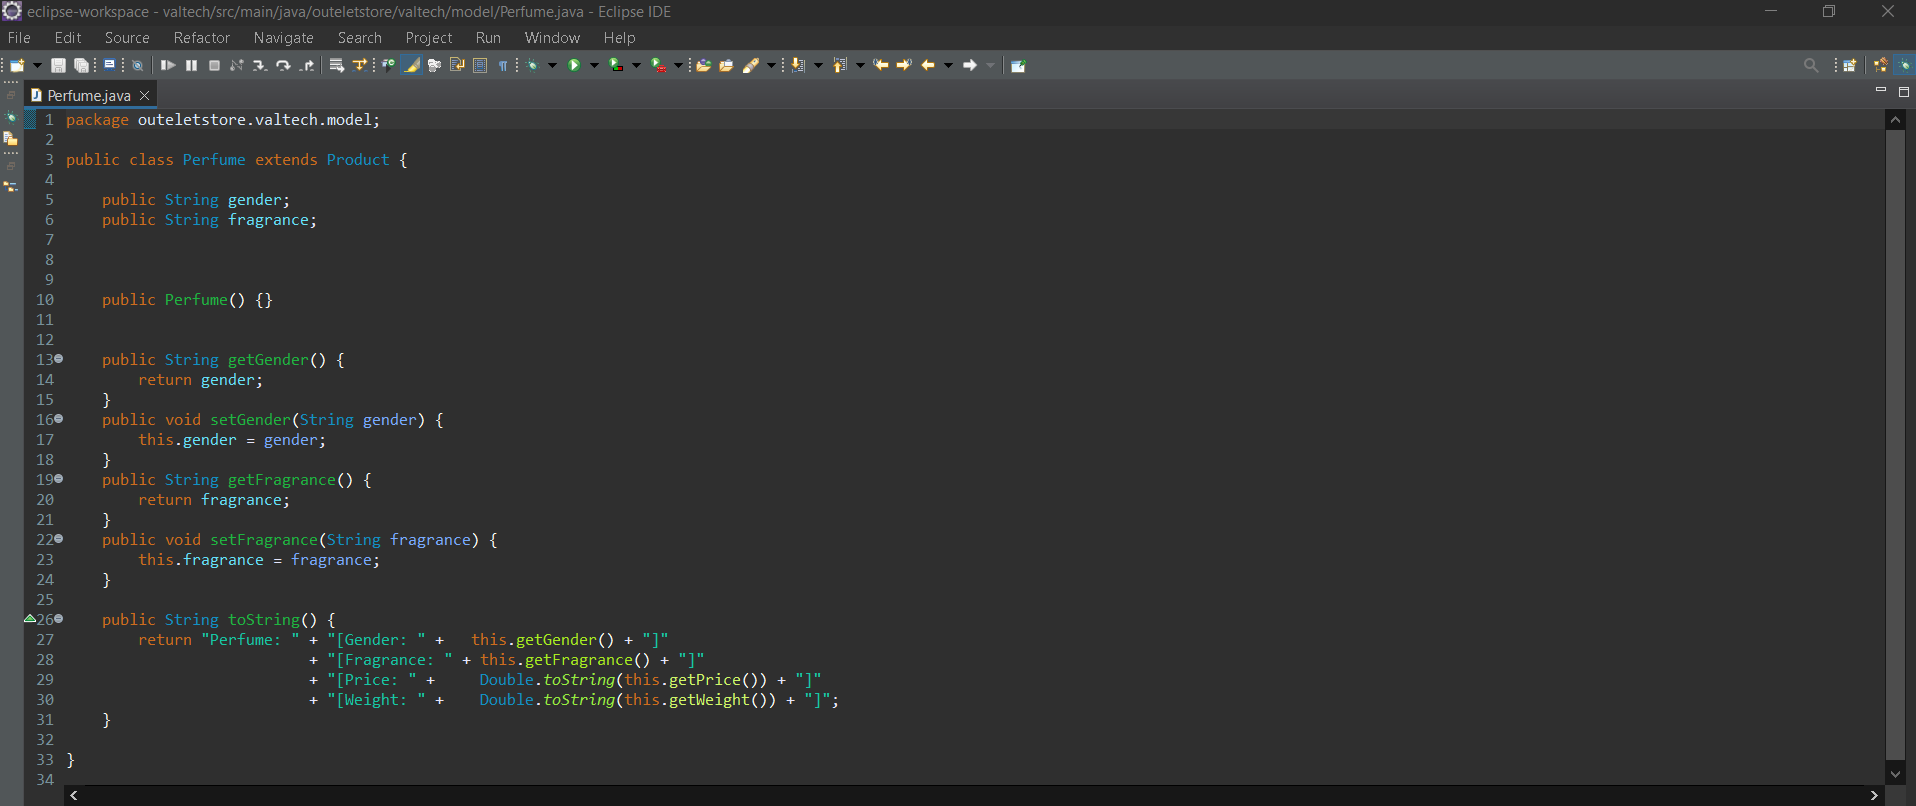 eclipse-workspace - valtech/src/main/java/outeletstore/valtech/model/Perfume.java - Eclipse IDE
File Edit Source Refactor Navigate Search Project Run Window Help
Perfume.java
1 package outeletstore.valtech.model;
2
3 public class Perfume extends Product {
4
5     public String gender;
6     public String fragrance;
7
8
9
10     public Perfume() {}
11
12
13     public String getGender() {
14         return gender;
15     }
16     public void setGender(String gender) {
17         this.gender = gender;
18     }
19     public String getFragrance() {
20         return fragrance;
21     }
22     public void setFragrance(String fragrance) {
23         this.fragrance = fragrance;
24     }
25
26     public String toString() {
27         return "Perfume: " + "[Gender: " +   this.getGender() + "]"
28                            + "[Fragrance: " + this.getFragrance() + "]"
29                            + "[Price: " +     Double.toString(this.getPrice()) + "]"
30                            + "[Weight: " +    Double.toString(this.getWeight()) + "]";
31     }
32
33 }
34